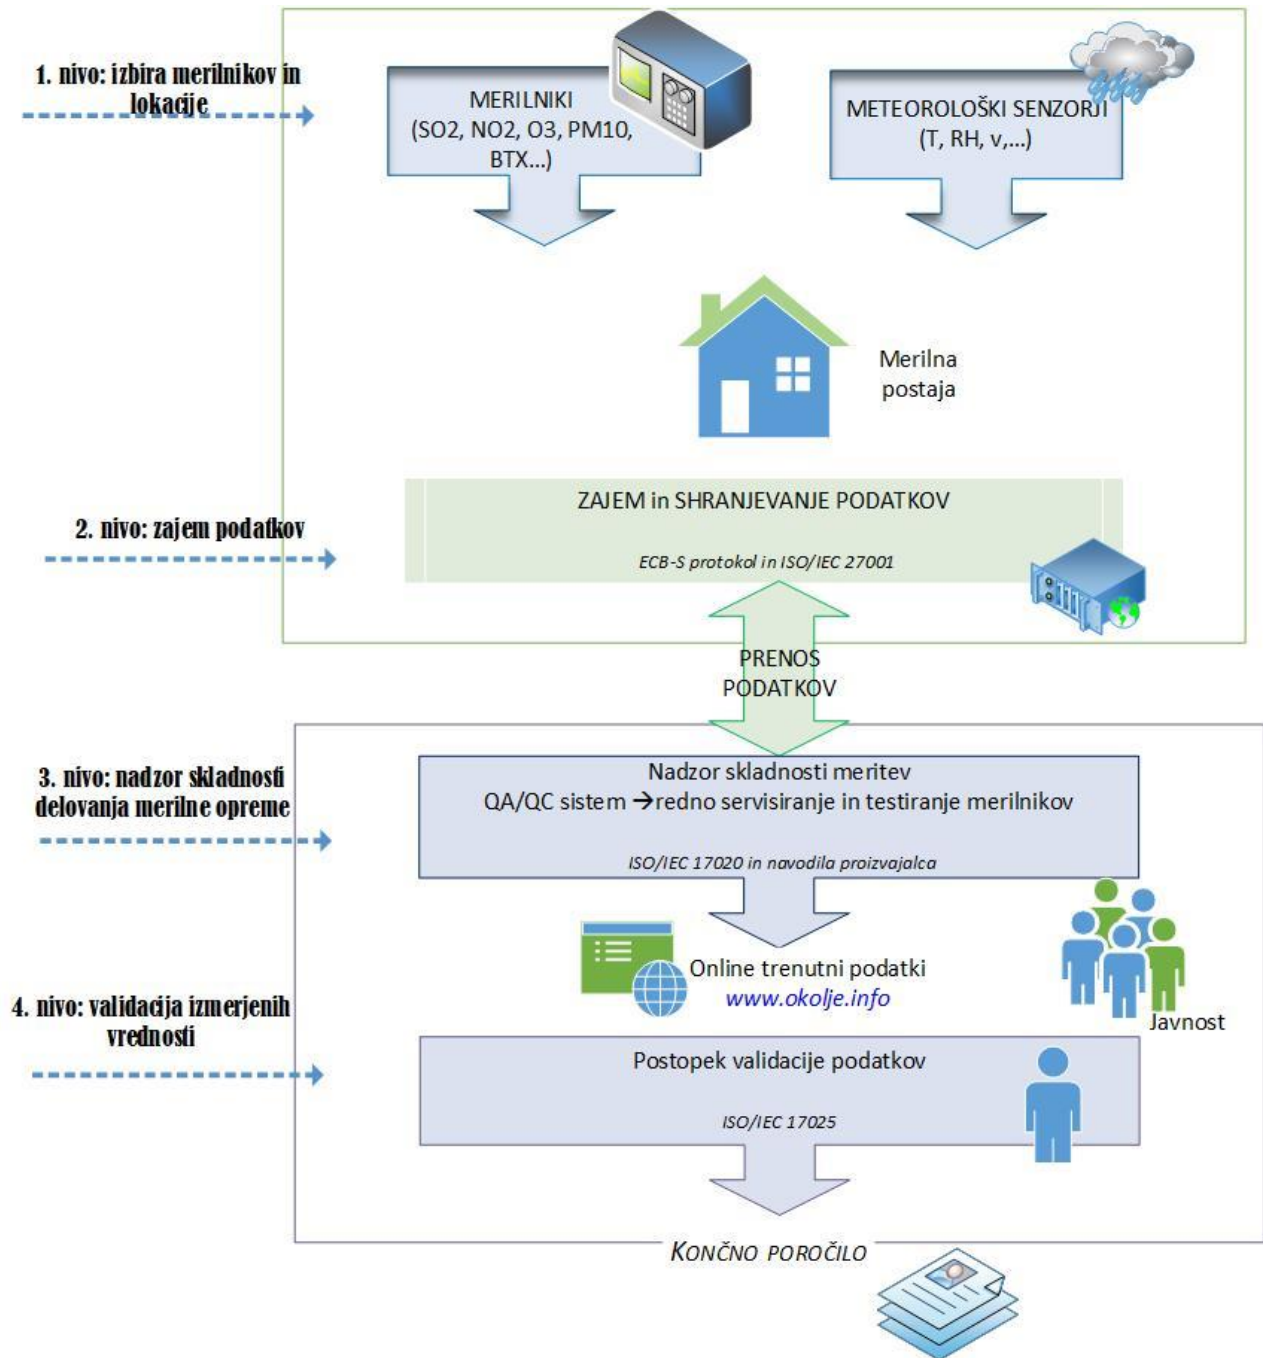 1. nivo: izbira merilnikov in
lokacije
MERILNIKI
(SO2, NO2, O3, PM10,
BTX...)
METEOROLOŠKI SENZORJI
(T, RH, v,...)
Merilna
postaja
2. nivo: zajem podatkov
ZAJEM in SHRANJEVANJE PODATKOV
ECB-S protokol in ISO/IEC 27001
PRENOS
PODATKOV
3. nivo: nadzor skladnosti
delovanja merilne opreme
Nadzor skladnosti meritev
QA/QC sistem →redno servisiranje in testiranje merilnikov
ISO/IEC 17020 in navodila proizvajalca
Online trenutni podatki
www.okolje.info
Javnost
4. nivo: validacija izmerjenih
vrednosti
Postopek validacije podatkov
ISO/IEC 17025
KONČNO POROČILO